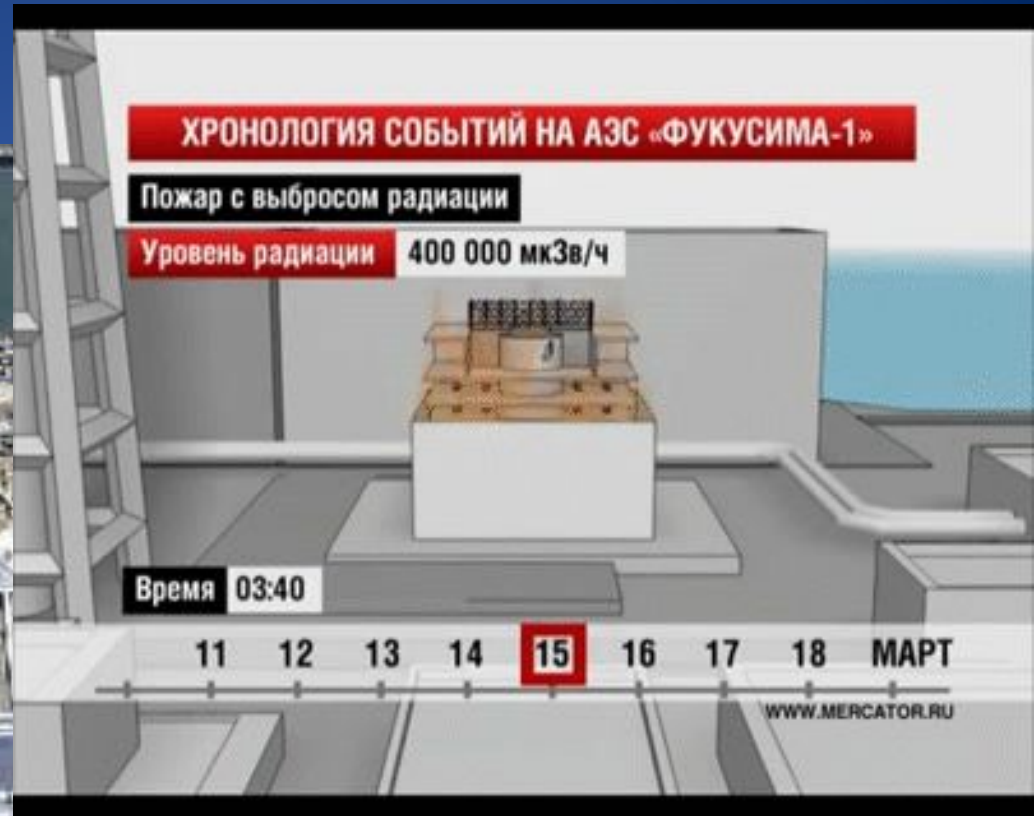 ХРОНОЛОГИЯ СОБЫТИЙ НА АЭС «ФУКУСИМА-1»
Пожар с выбросом радиации
Уровень радиации 400 000 мкЗв/ч
Время 03:40
11 12 13 14 15 16 17 18 МАРТ
WWW.MERCATOR.RU